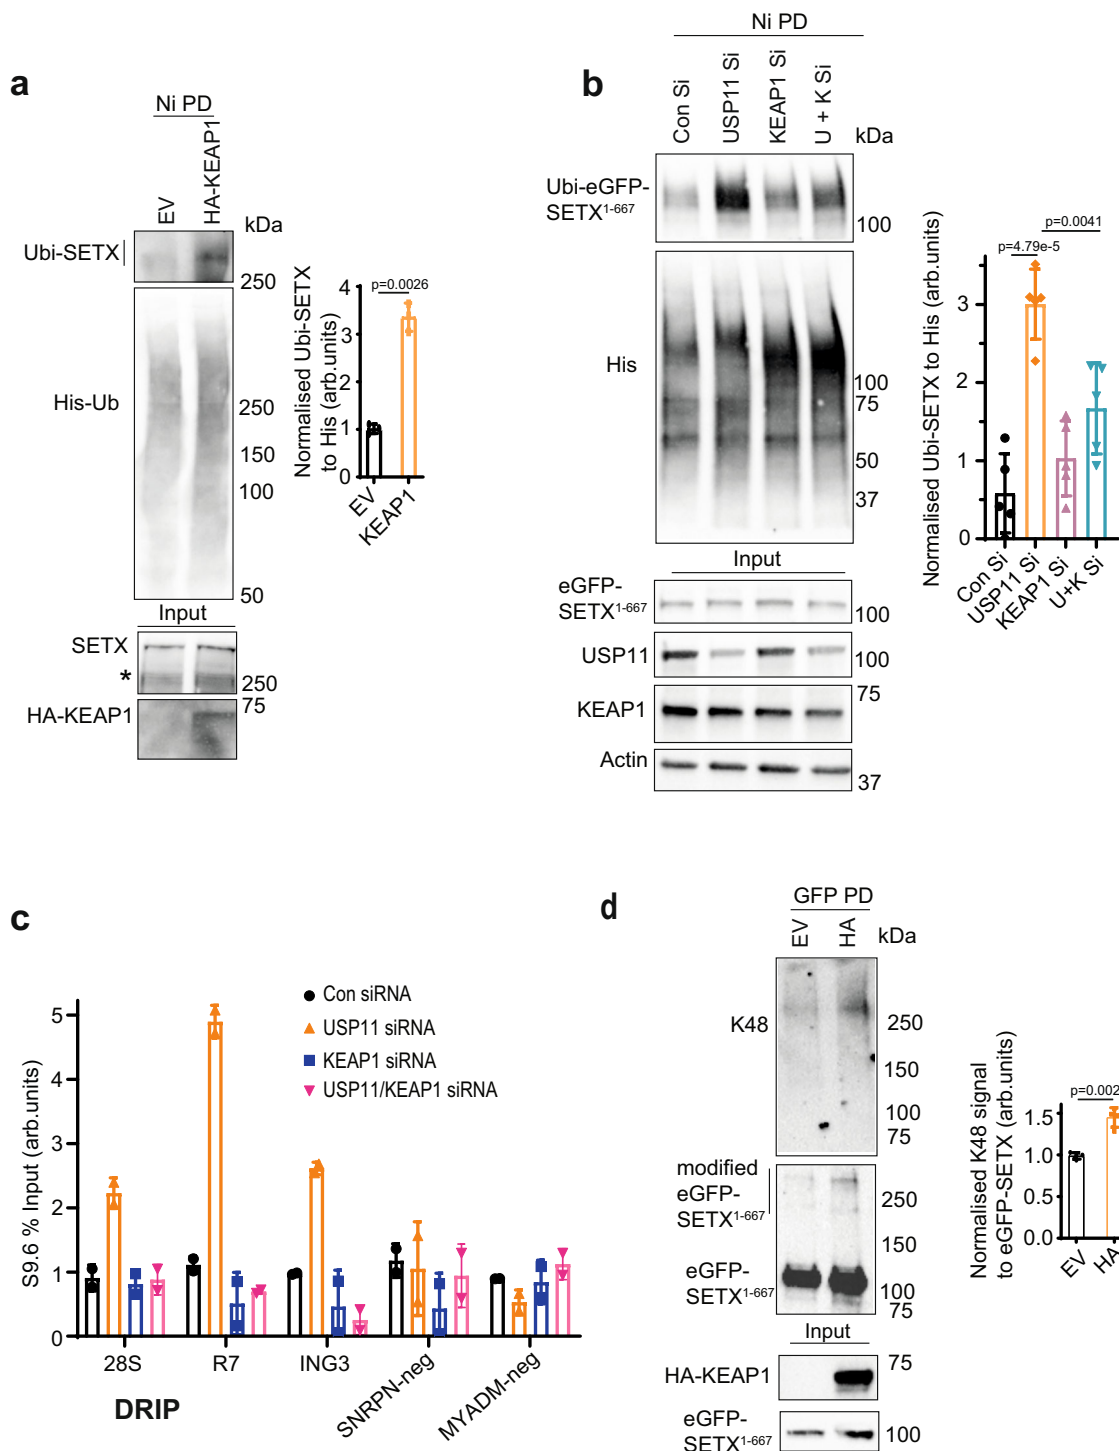 a
Ni PD
EV
HA-KEAP1
kDa
Ubi-SETX
250
His-Ub
250
150
100
50
Input
SETX
*
250
75
HA-KEAP1
Normalised Ubi-SETX
to His (arb.units)
4
3
2
1
0
p=0.0026
EV
KEAP1
b
Ni PD
Con Si
USP11 Si
KEAP1 Si
U + K Si
kDa
Ubi-eGFP-
SETX1-667
100
His
100
75
50
37
Input
eGFP-
SETX1-667
100
USP11
100
KEAP1
75
Actin
37
Normalised Ubi-SETX to His (arb.units)
p=0.0041
p=4.79e-5
3
2
1
0
Con Si
USP11 Si
KEAP1 Si
U+K Si
c
S9.6 % Input (arb.units)
5
4
3
2
1
0
Con siRNA
USP11 siRNA
KEAP1 siRNA
USP11/KEAP1 siRNA
28S
R7
ING3
SNRPN-neg
MYADM-neg
DRIP
d
GFP PD
EV
HA
kDa
K48
250
150
100
75
modified
eGFP-
SETX1-667
250
150
eGFP-
SETX1-667
100
75
Input
HA-KEAP1
75
eGFP-
SETX1-667
100
Normalised K48 signal
to eGFP-SETX (arb.units)
p=0.002
1.5
1.0
0.5
0.0
EV
HA